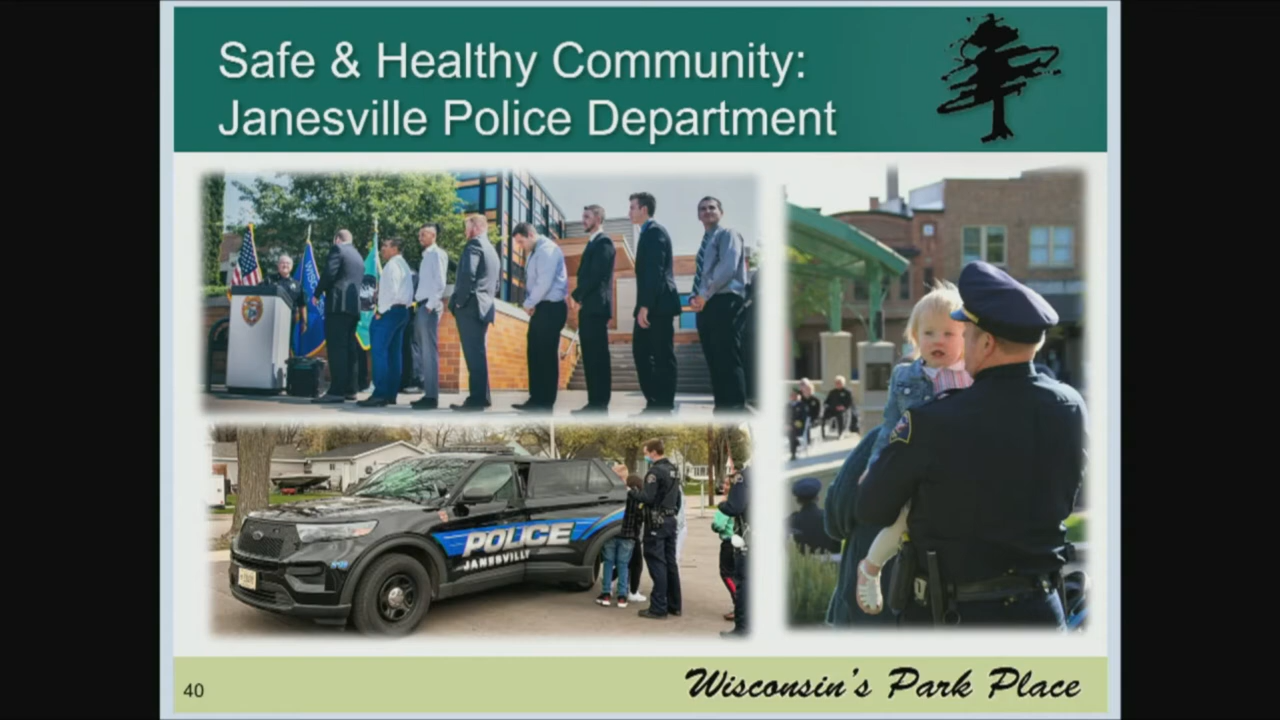 Safe & Healthy Community:
Janesville Police Department
POLICE
JANESVILLE
40
Wisconsin's Park Place